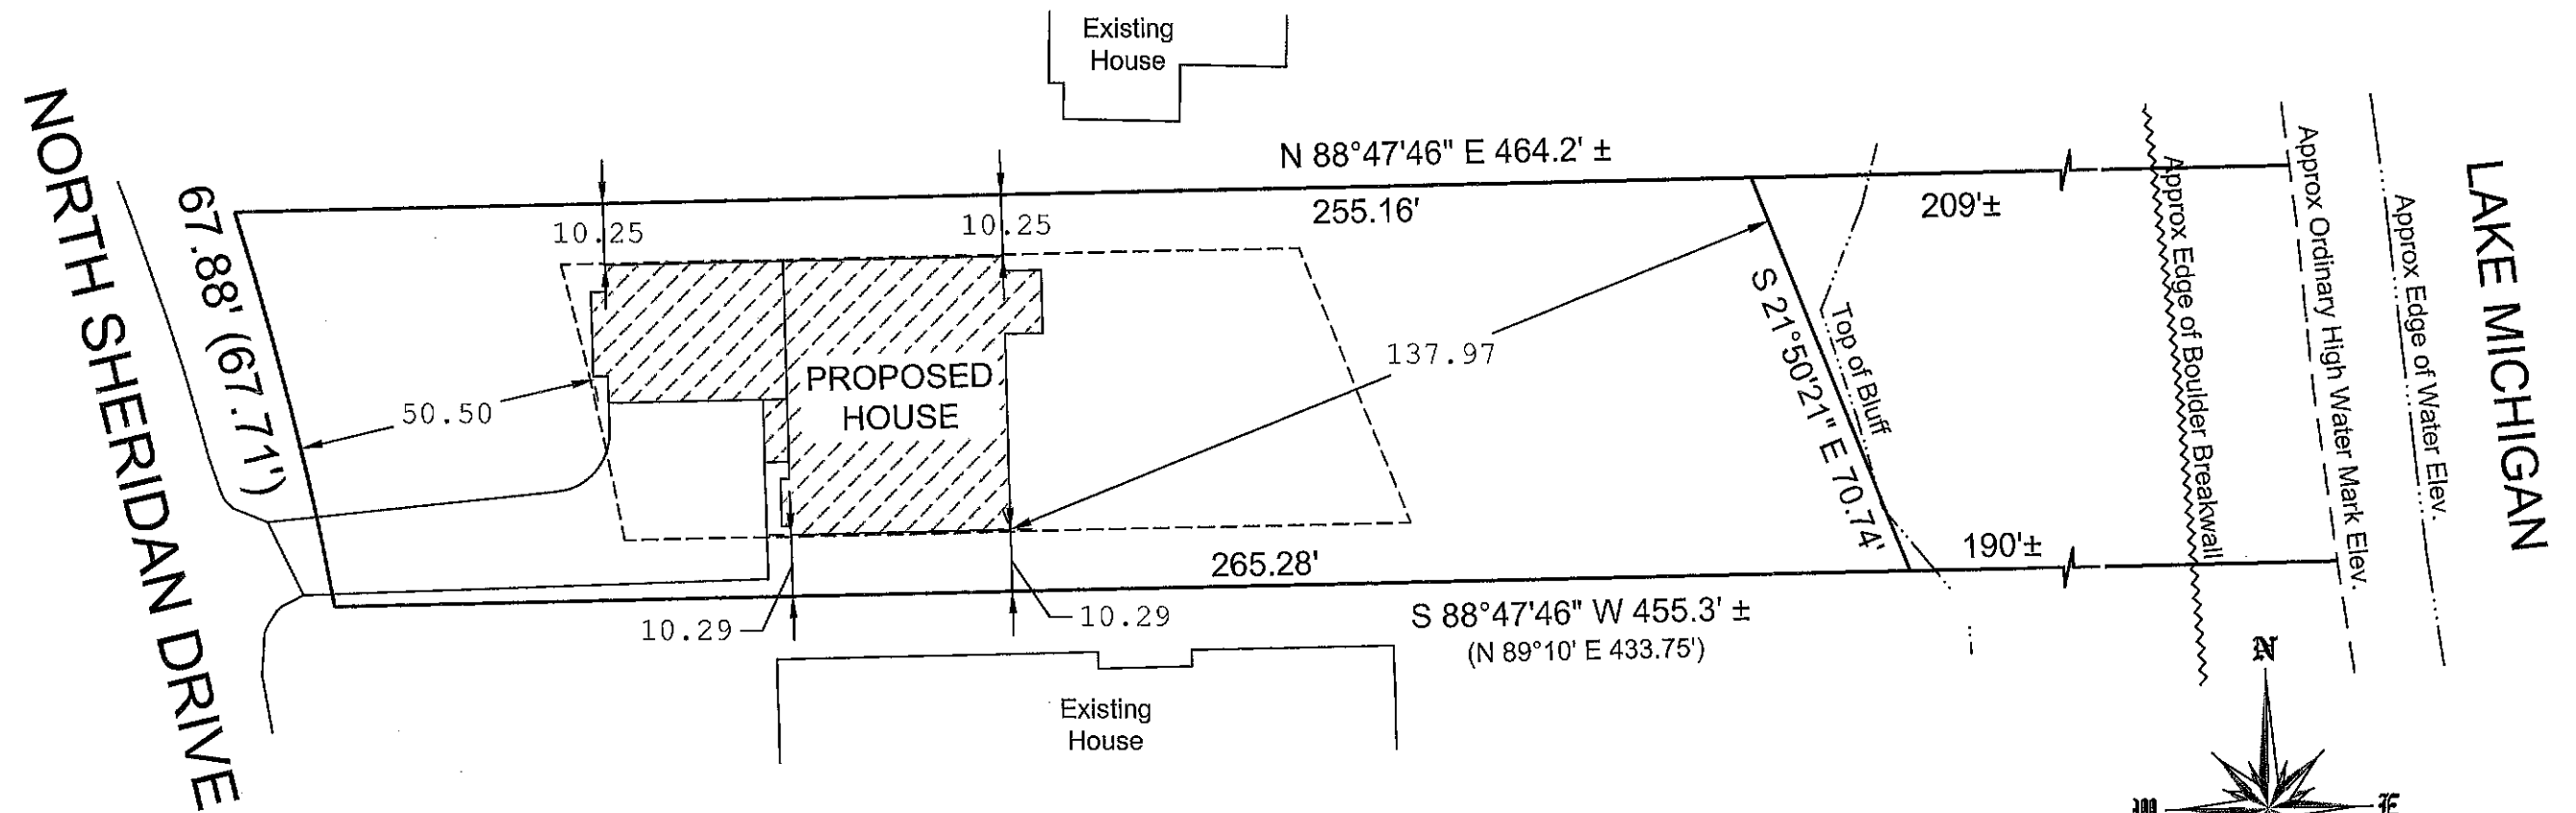 Existing
House
NORTH SHERIDAN DRIVE
67.88' (67.71')
N 88°47'46" E 464.2' ±
255.16'
209'±
10.25
10.25
50.50
PROPOSED
HOUSE
137.97
S 21°50'21" E 70.74'
Top of Bluff
Approx Edge of Boulder Breakwall
Approx Ordinary High Water Mark Elev.
Approx Edge of Water Elev.
LAKE MICHIGAN
265.28'
190'±
10.29
10.29
S 88°47'46" W 455.3' ±
(N 89°10' E 433.75')
Existing
House
N
W
E